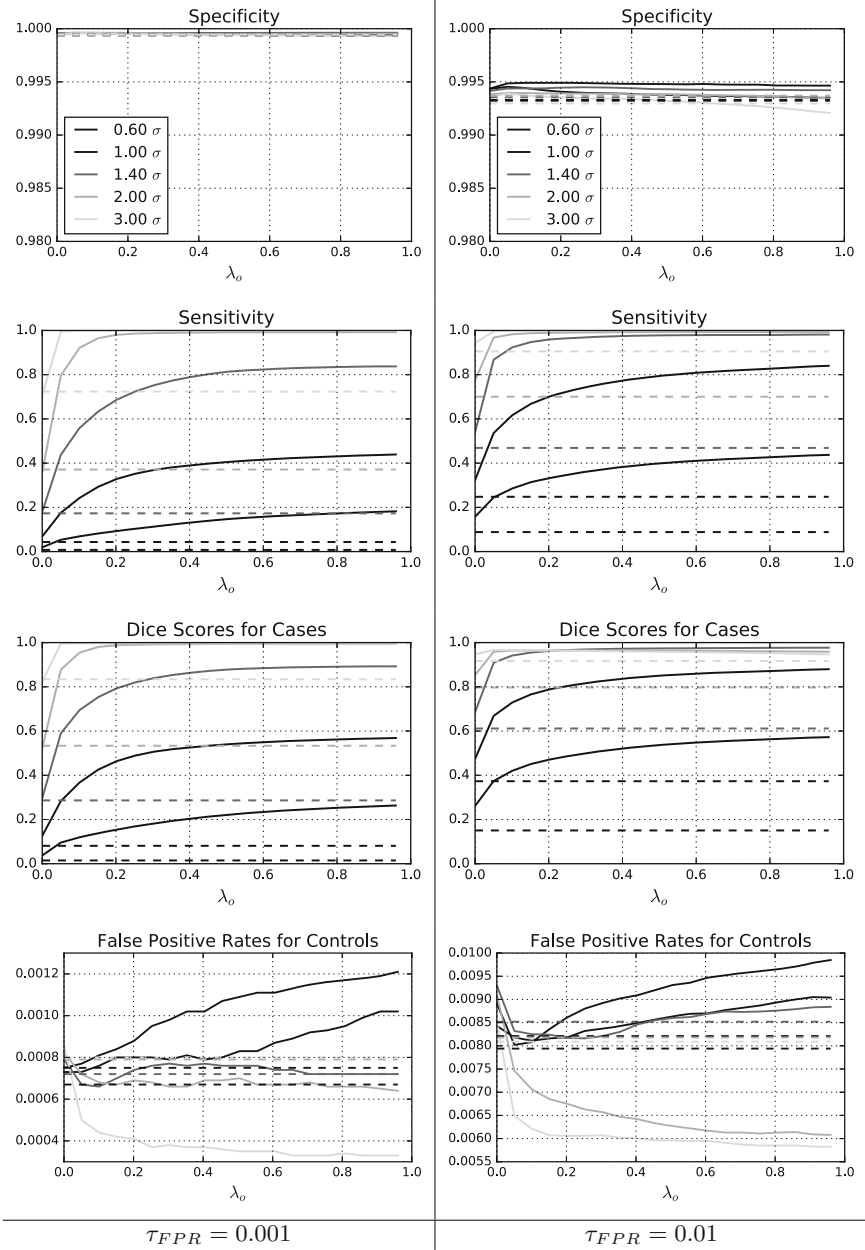 Specificity
1.000
0.995
0.990
0.985
0.980
0.60 σ
1.00 σ
1.40 σ
2.00 σ
3.00 σ
0.0 0.2 0.4 0.6 0.8 1.0
λo
Specificity
1.000
0.995
0.990
0.985
0.980
0.60 σ
1.00 σ
1.40 σ
2.00 σ
3.00 σ
0.0 0.2 0.4 0.6 0.8 1.0
λo
Sensitivity
1.0
0.8
0.6
0.4
0.2
0.0
0.0 0.2 0.4 0.6 0.8 1.0
λo
Sensitivity
1.0
0.8
0.6
0.4
0.2
0.0
0.0 0.2 0.4 0.6 0.8 1.0
λo
Dice Scores for Cases
1.0
0.8
0.6
0.4
0.2
0.0
0.0 0.2 0.4 0.6 0.8 1.0
λo
Dice Scores for Cases
1.0
0.8
0.6
0.4
0.2
0.0
0.0 0.2 0.4 0.6 0.8 1.0
λo
False Positive Rates for Controls
0.0012
0.0010
0.0008
0.0006
0.0004
0.0 0.2 0.4 0.6 0.8 1.0
λo
False Positive Rates for Controls
0.0100
0.0095
0.0090
0.0085
0.0080
0.0075
0.0070
0.0065
0.0060
0.0055
0.0 0.2 0.4 0.6 0.8 1.0
λo
τFPR = 0.001
τFPR = 0.01